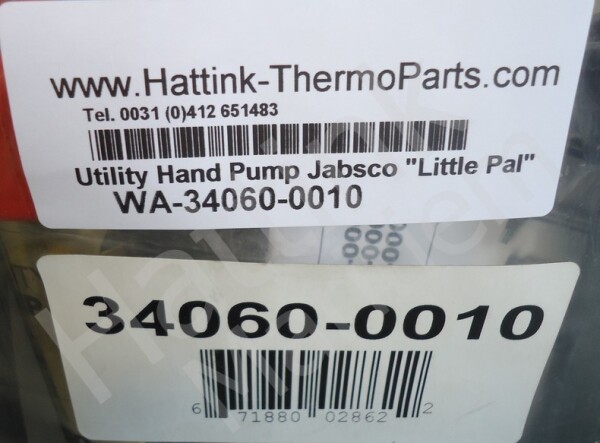 www.Hattink-ThermoParts.com
Tel. 0031 (0)412 651483
Utility Hand Pump Jabsco "Little Pal"
WA-34060-0010
34060-0010
6 71880 02862 2